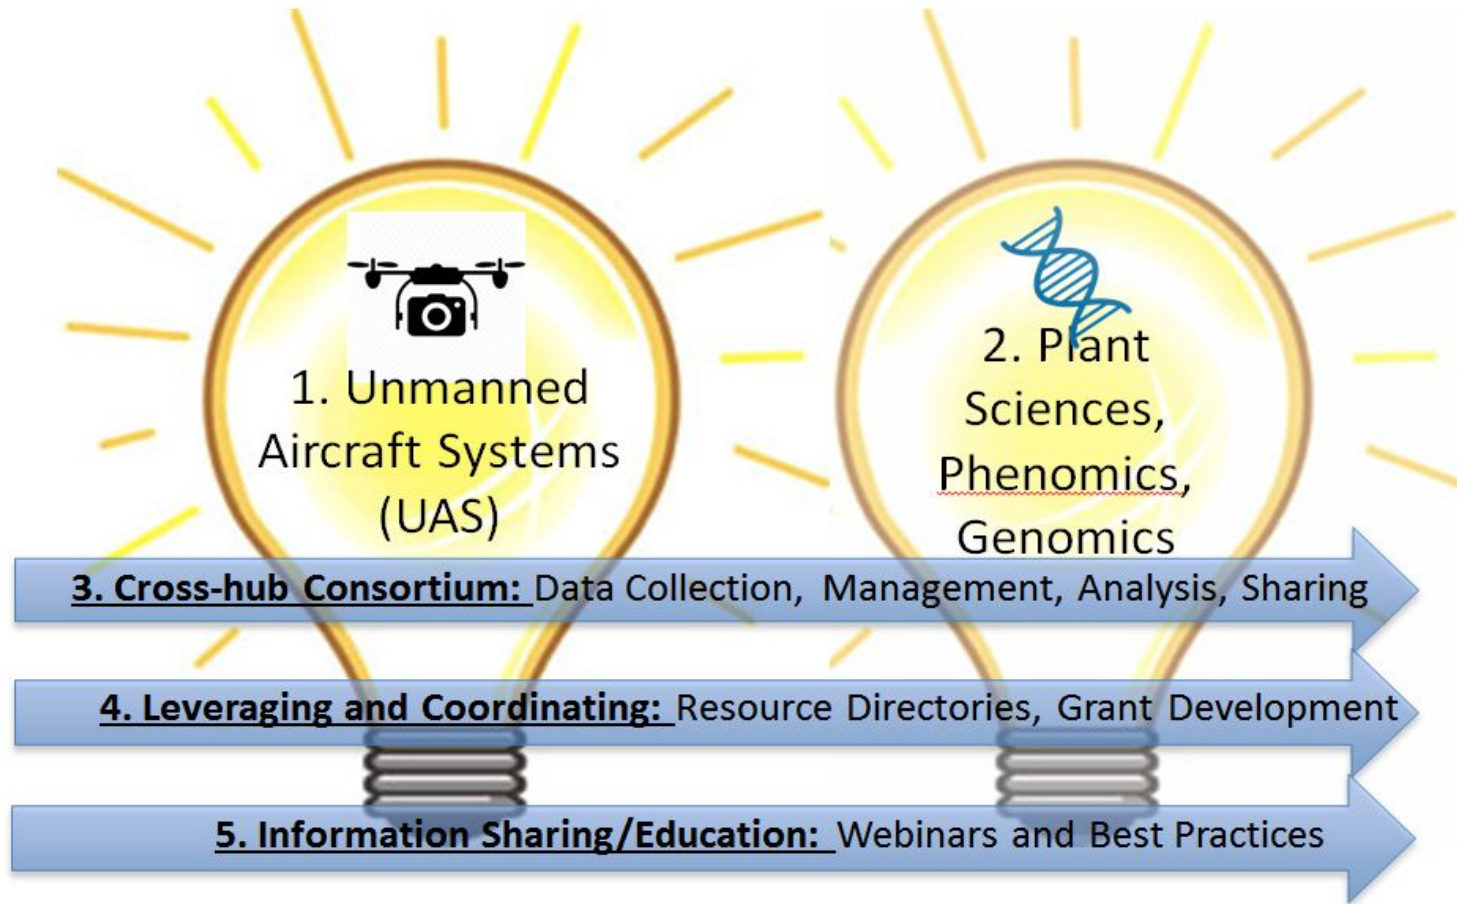 1. Unmanned
Aircraft Systems
(UAS)
2. Plant
Sciences,
Phenomics,
Genomics
3. Cross-hub Consortium: Data Collection, Management, Analysis, Sharing
4. Leveraging and Coordinating: Resource Directories, Grant Development
5. Information Sharing/Education: Webinars and Best Practices